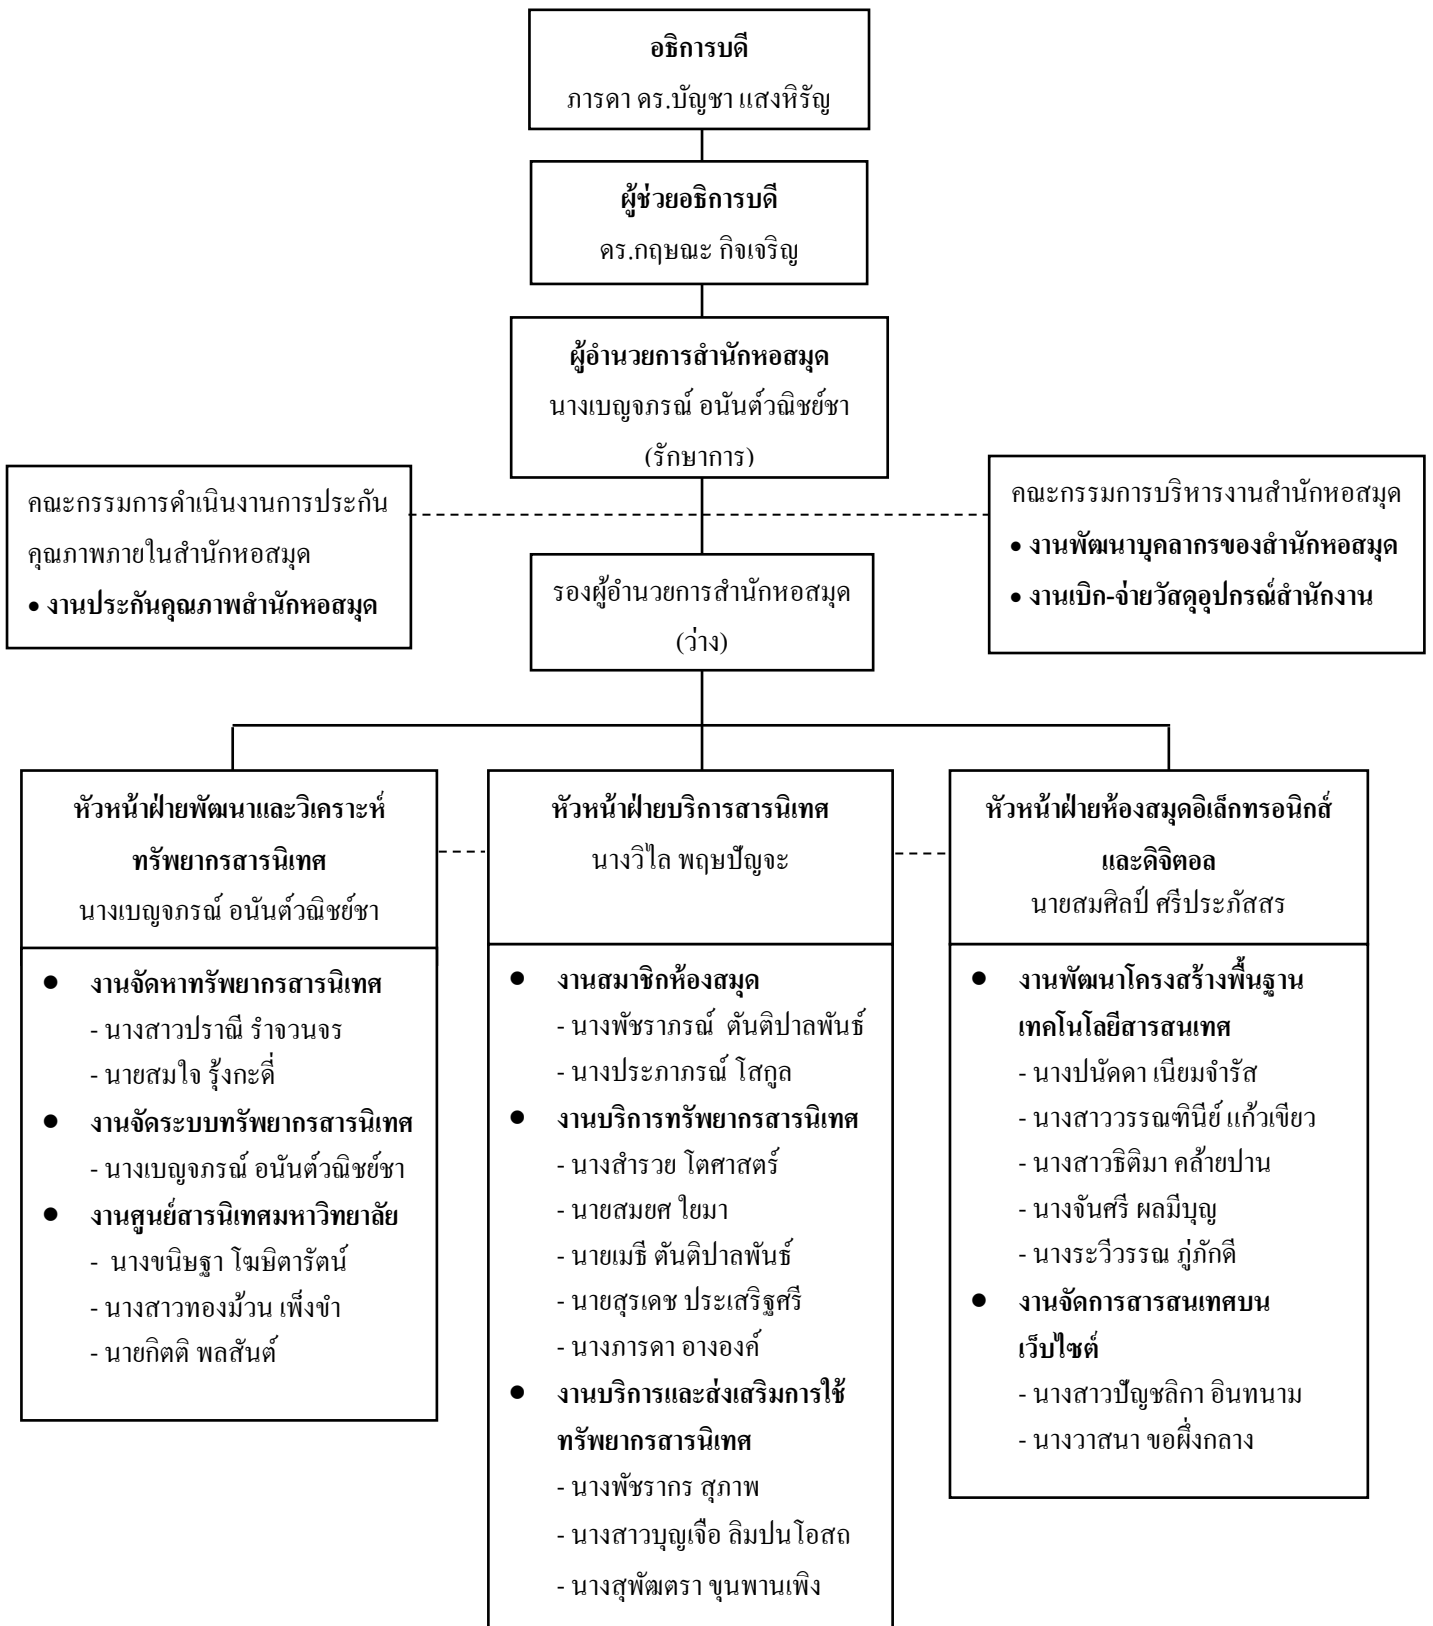 อธิการบดี
ภารดา ดร.บัญชา แสงหิรัญ
ผู้ช่วยอธิการบดี
ดร.กฤษณะ กิจเจริญ
ผู้อำนวยการสำนักหอสมุด
นางเบญจภรณ์ อนันต์วณิชย์ชา
(รักษาการ)
คณะกรรมการดำเนินงานการประกัน
คุณภาพภายในสำนักหอสมุด
• งานประกันคุณภาพสำนักหอสมุด
คณะกรรมการบริหารงานสำนักหอสมุด
• งานพัฒนาบุคลากรของสำนักหอสมุด
• งานเบิก-จ่ายวัสดุอุปกรณ์สำนักงาน
รองผู้อำนวยการสำนักหอสมุด
(ว่าง)
หัวหน้าฝ่ายพัฒนาและวิเคราะห์
ทรัพยากรสารนิเทศ
นางเบญจภรณ์ อนันต์วณิชย์ชา
● งานจัดหาทรัพยากรสารนิเทศ
- นางสาวปราณี รำจวนจร
- นายสมใจ รุ้งกะดี่
● งานจัดระบบทรัพยากรสารนิเทศ
- นางเบญจภรณ์ อนันต์วณิชย์ชา
● งานศูนย์สารนิเทศมหาวิทยาลัย
- นางขนิษฐา โฆษิตารัตน์
- นางสาวทองม้วน เพ็งขำ
- นายกิตติ พลสันต์
หัวหน้าฝ่ายบริการสารนิเทศ
นางวิไล พฤษปัญจะ
● งานสมาชิกห้องสมุด
- นางพัชราภรณ์ ตันติปาลพันธ์
- นางประภาภรณ์ โสกูล
● งานบริการทรัพยากรสารนิเทศ
- นางสำรวย โตศาสตร์
- นายสมยศ ใยมา
- นายเมธี ตันติปาลพันธ์
- นายสุรเดช ประเสริฐศรี
- นางภารดา อางองค์
● งานบริการและส่งเสริมการใช้
ทรัพยากรสารนิเทศ
- นางพัชรากร สุภาพ
- นางสาวบุญเจือ ลิมปนโอสถ
- นางสุพัฒตรา ขุนพานเพิง
หัวหน้าฝ่ายห้องสมุดอิเล็กทรอนิกส์
และดิจิตอล
นายสมศิลป์ ศรีประภัสสร
● งานพัฒนาโครงสร้างพื้นฐาน
เทคโนโลยีสารสนเทศ
- นางปนัดดา เนียมจำรัส
- นางสาววรรณฑินีย์ แก้วเขียว
- นางสาวธิติมา คล้ายปาน
- นางจันศรี ผลมีบุญ
- นางระวีวรรณ ภู่ภักดี
● งานจัดการสารสนเทศบน
เว็บไซต์
- นางสาวปัญชลิกา อินทนาม
- นางวาสนา ขอผึ่งกลาง